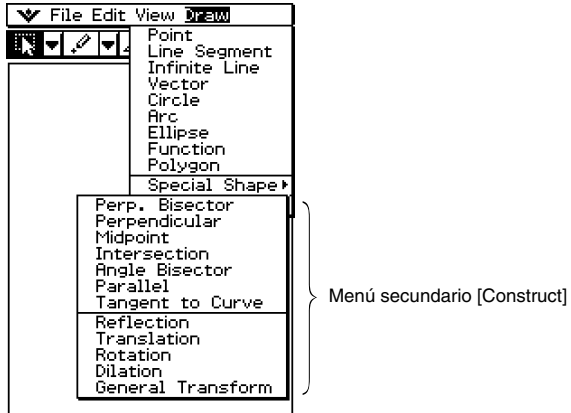 File Edit View Draw
Point
Line Segment
Infinite Line
Vector
Circle
Arc
Ellipse
Function
Polygon
Special Shape
Perp. Bisector
Perpendicular
Midpoint
Intersection
Angle Bisector
Parallel
Tangent to Curve
Reflection
Translation
Rotation
Dilation
General Transform
Menú secundario [Construct]